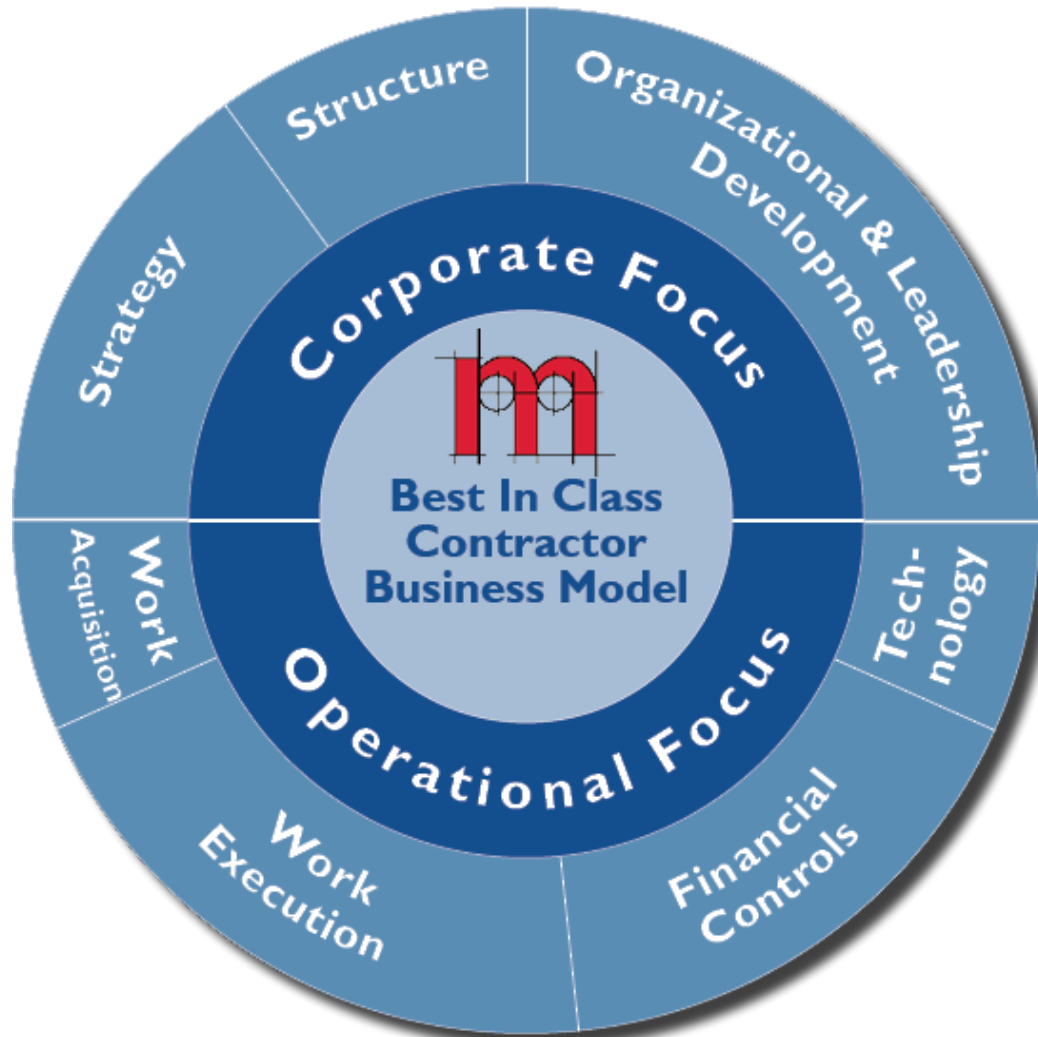 Structure
Organizational & Leadership
Development
Strategy
Corporate Focus
m
Best In Class
Contractor
Business Model
Work
Acquisition
Tech-
nology
Operational Focus
Work
Execution
Financial
Controls